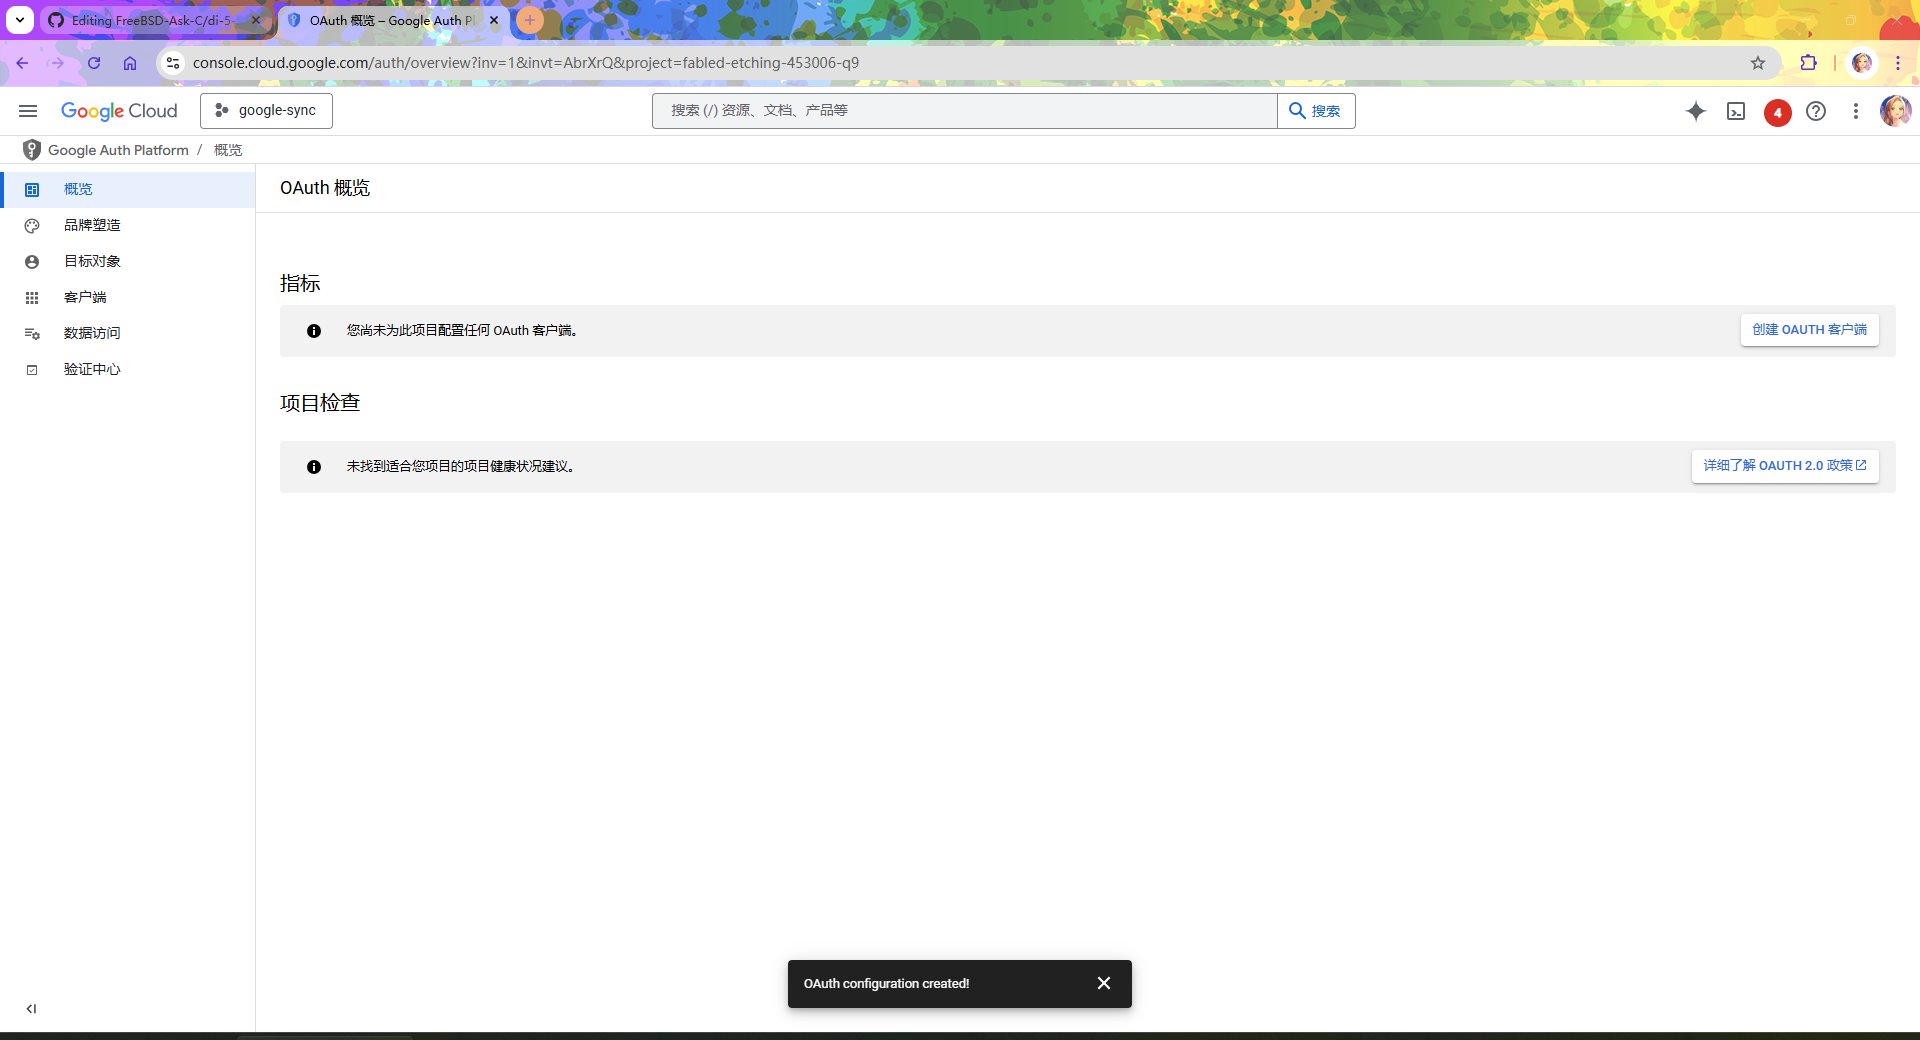 Editing FreeBSD-Ask-C/di-5-
OAuth 概览 – Google Auth Pl
console.cloud.google.com/auth/overview?inv=1&invt=AbrXrQ&project=fabled-etching-453006-q9
Google Cloud
google-sync
搜索 (/) 资源、文档、产品等
搜索
4
Google Auth Platform / 概览
概览
品牌塑造
目标对象
客户端
数据访问
验证中心
OAuth 概览
指标
您尚未为此项目配置任何 OAuth 客户端。
创建 OAUTH 客户端
项目检查
未找到适合您项目的项目健康状况建议。
详细了解 OAUTH 2.0 政策
OAuth configuration created!